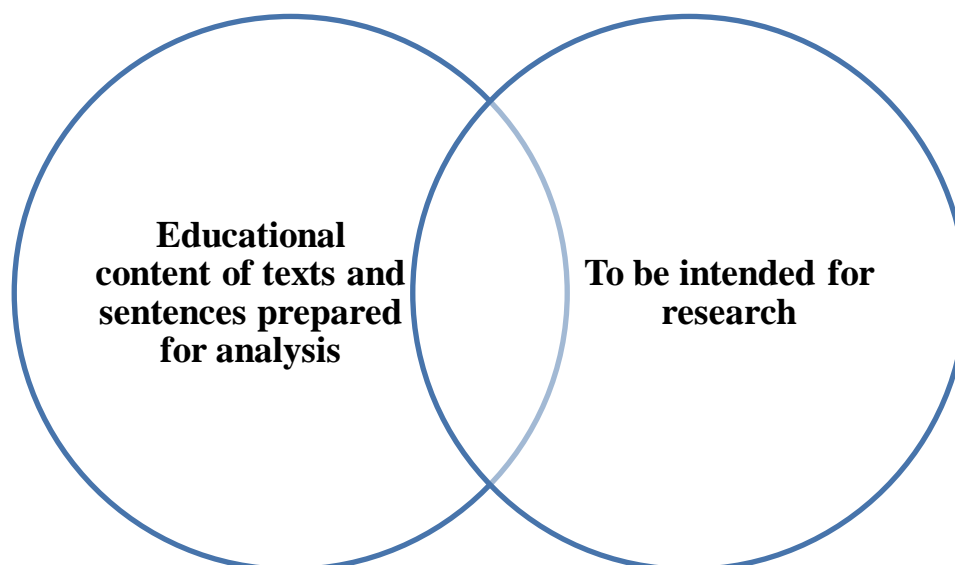 Educational
content of texts and
sentences prepared
for analysis
To be intended for
research